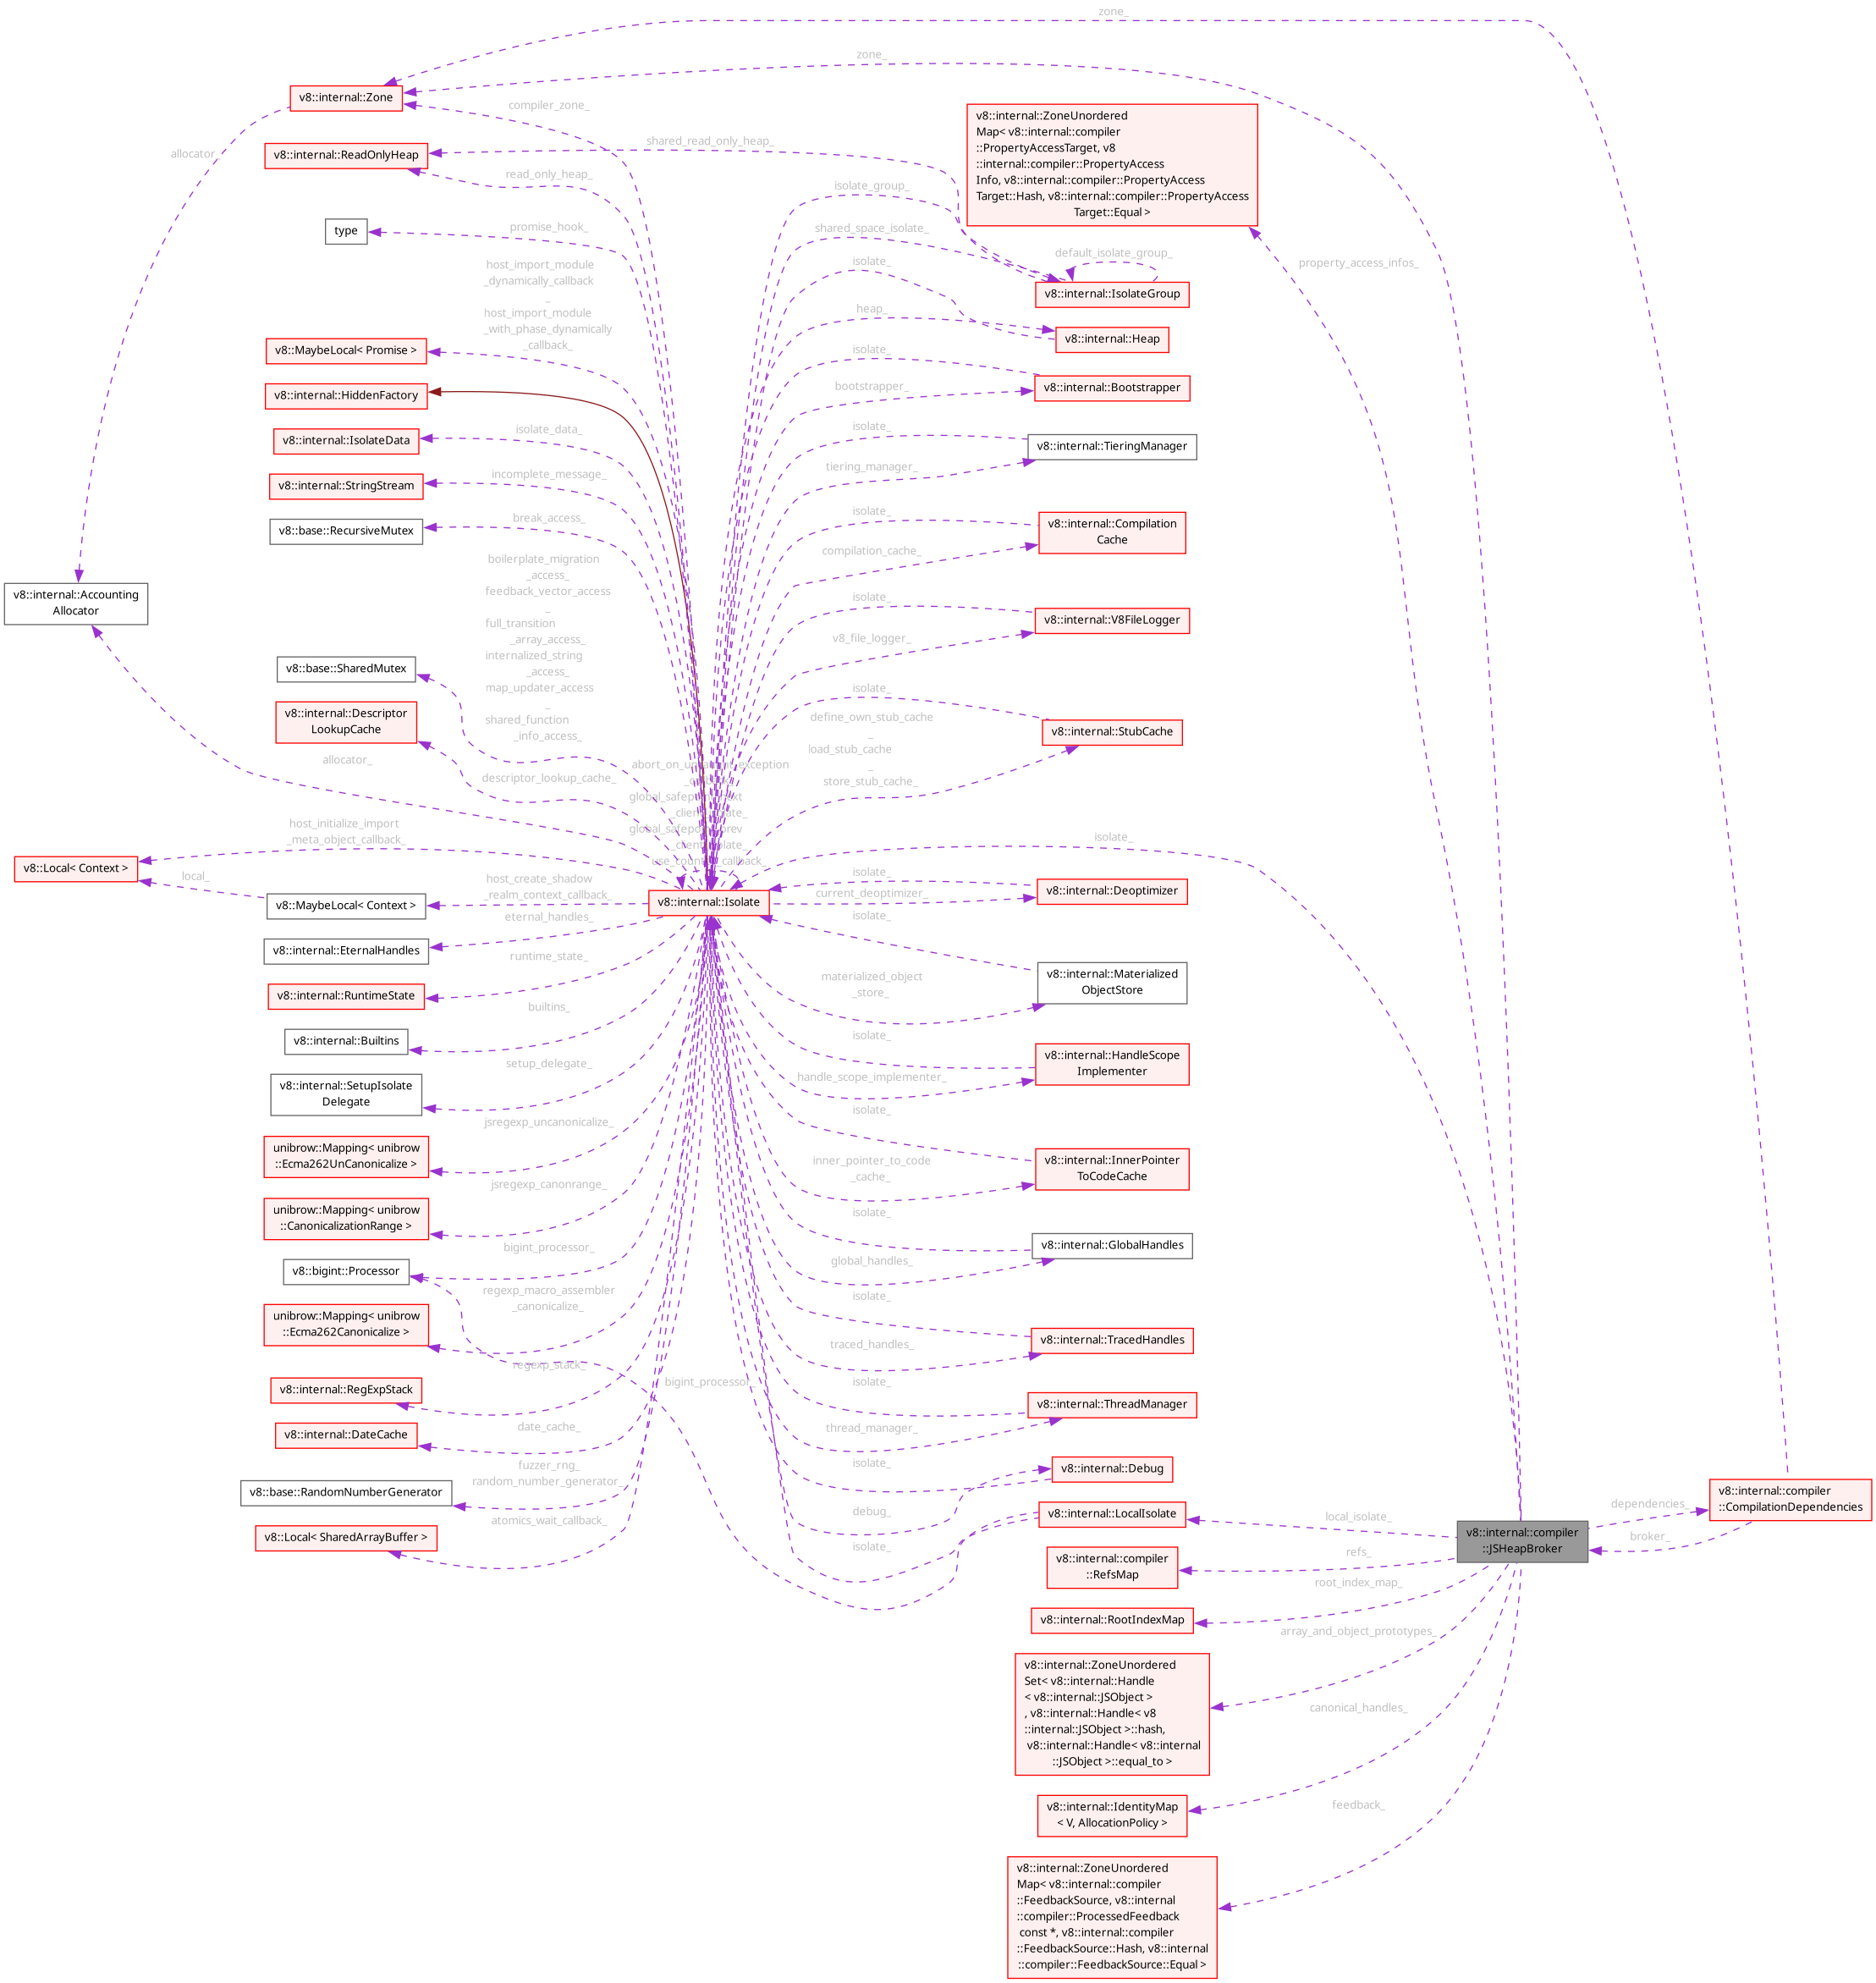 zone_
zone_
v8::internal::Zone
compiler_zone_
allocator_
v8::internal::ReadOnlyHeap
shared_read_only_heap_
read_only_heap_
v8::internal::ZoneUnordered
Map< v8::internal::compiler
::PropertyAccessTarget, v8
::internal::compiler::PropertyAccess
Info, v8::internal::compiler::PropertyAccess
Target::Hash, v8::internal::compiler::PropertyAccess
Target::Equal >
isolate_group_
type
promise_hook_
shared_space_isolate_
default_isolate_group_
property_access_infos_
host_import_module
_dynamically_callback
_
host_import_module
_with_phase_dynamically
_callback_
isolate_
v8::internal::IsolateGroup
heap_
v8::internal::Heap
v8::MaybeLocal< Promise >
isolate_
v8::internal::HiddenFactory
bootstrapper_
v8::internal::Bootstrapper
v8::internal::IsolateData
isolate_data_
isolate_
v8::internal::TieringManager
v8::internal::StringStream
incomplete_message_
tiering_manager_
v8::base::RecursiveMutex
break_access_
isolate_
v8::internal::Compilation
Cache
compilation_cache_
v8::internal::Accounting
Allocator
boilerplate_migration
_access_
feedback_vector_access
_
full_transition
_array_access_
internalized_string
_access_
map_updater_access
_
shared_function
_info_access_
isolate_
v8::internal::V8FileLogger
v8_file_logger_
v8::base::SharedMutex
isolate_
v8::internal::Descriptor
LookupCache
define_own_stub_cache
_
load_stub_cache
_
store_stub_cache_
v8::internal::StubCache
allocator_
descriptor_lookup_cache_
host_initialize_import
_meta_object_callback_
isolate_
v8::Local< Context >
local_
v8::MaybeLocal< Context >
host_create_shadow
_realm_context_callback_
v8::internal::Isolate
isolate_
current_deoptimizer_
v8::internal::Deoptimizer
v8::internal::EternalHandles
eternal_handles_
isolate_
v8::internal::RuntimeState
runtime_state_
materialized_object
_store_
v8::internal::Materialized
ObjectStore
v8::internal::Builtins
builtins_
isolate_
v8::internal::HandleScope
Implementer
v8::internal::SetupIsolate
Delegate
setup_delegate_
handle_scope_implementer_
unibrow::Mapping< unibrow
::Ecma262UnCanonicalize >
jsregexp_uncanonicalize_
isolate_
v8::internal::InnerPointer
ToCodeCache
inner_pointer_to_code
_cache_
unibrow::Mapping< unibrow
::CanonicalizationRange >
jsregexp_canonrange_
isolate_
v8::internal::GlobalHandles
v8::bigint::Processor
bigint_processor_
global_handles_
unibrow::Mapping< unibrow
::Ecma262Canonicalize >
regexp_macro_assembler
_canonicalize_
isolate_
v8::internal::TracedHandles
traced_handles_
v8::internal::RegExpStack
regexp_stack_
bigint_processor_
isolate_
v8::internal::ThreadManager
v8::internal::DateCache
date_cache_
thread_manager_
isolate_
v8::internal::Debug
v8::base::RandomNumberGenerator
fuzzer_rng_
random_number_generator_
debug_
v8::internal::LocalIsolate
local_isolate_
v8::Local< SharedArrayBuffer >
atomics_wait_callback_
isolate_
v8::internal::compiler
::JSHeapBroker
dependencies_
broker_
v8::internal::compiler
::CompilationDependencies
v8::internal::compiler
::RefsMap
refs_
v8::internal::RootIndexMap
root_index_map_
array_and_object_prototypes_
v8::internal::ZoneUnordered
Set< v8::internal::Handle
< v8::internal::JSObject >
, v8::internal::Handle< v8
::internal::JSObject >::hash,
v8::internal::Handle< v8::internal
::JSObject >::equal_to >
canonical_handles_
v8::internal::IdentityMap
< V, AllocationPolicy >
feedback_
v8::internal::ZoneUnordered
Map< v8::internal::compiler
::FeedbackSource, v8::internal
::compiler::ProcessedFeedback
const *, v8::internal::compiler
::FeedbackSource::Hash, v8::internal
::compiler::FeedbackSource::Equal >